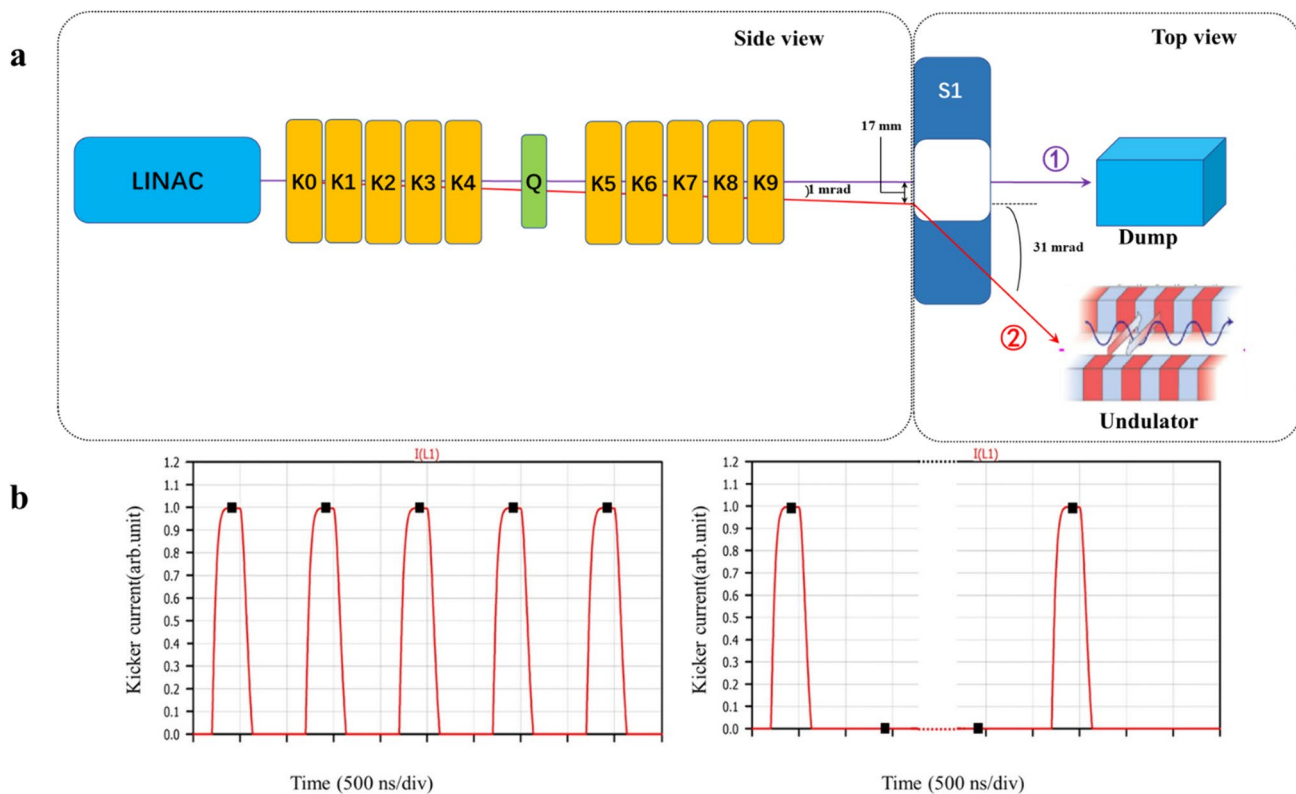 a
Side view
Top view
S1
17 mm
①
LINAC
K0 K1 K2 K3 K4 Q K5 K6 K7 K8 K9
)1 mrad
Dump
31 mrad
②
Undulator
b
I(L1)
1.2
1.1
1.0
0.9
0.8
0.7
0.6
0.5
0.4
0.3
0.2
0.1
0.0
Kicker current(arb.unit)
Time (500 ns/div)
I(L1)
1.2
1.1
1.0
0.9
0.8
0.7
0.6
0.5
0.4
0.3
0.2
0.1
0.0
Kicker current(arb.unit)
Time (500 ns/div)